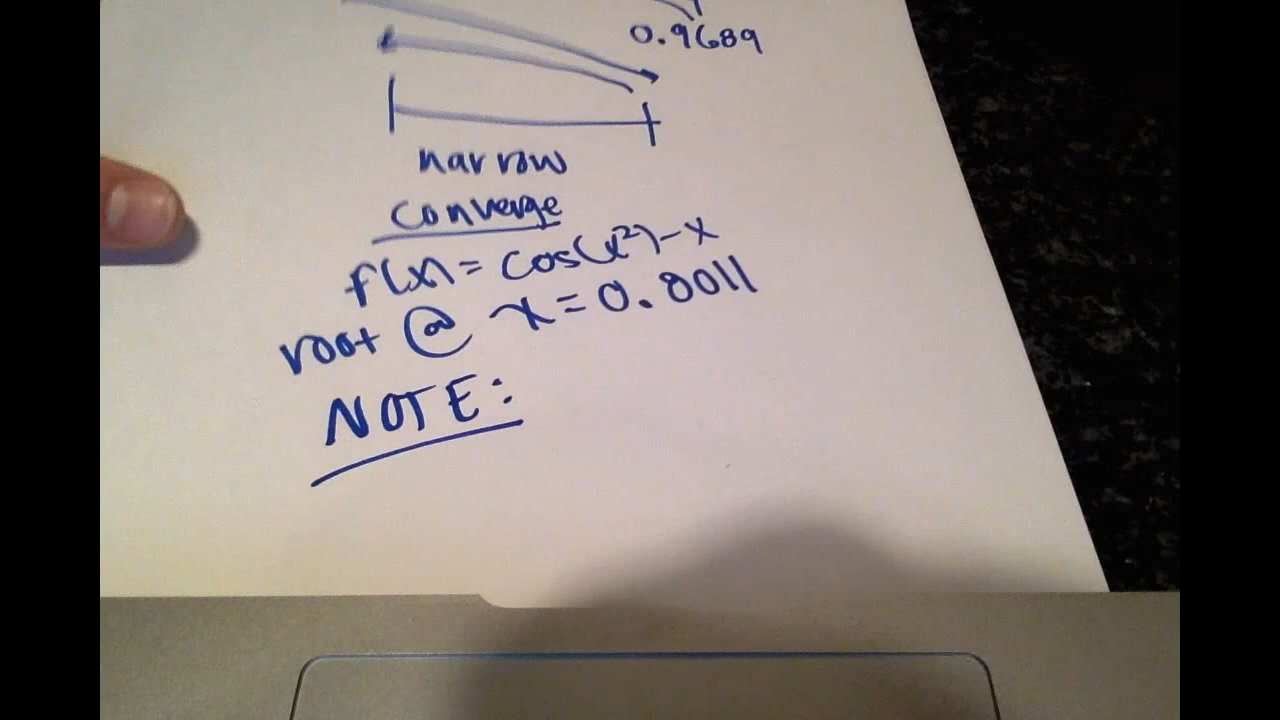 0.9689
narrow
converge
f(x) = cos(x²) - x
root @ x = 0.8011
NOTE: